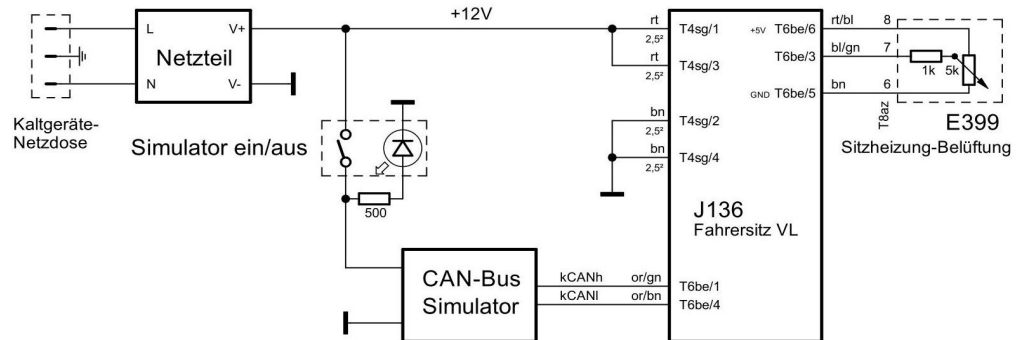 L
N
Kaltgeräte-
Netzdose
Netzteil
V+
V-
+12V
Simulator ein/aus
500
CAN-Bus
Simulator
kCANh
or/gn
kCANl
or/bn
rt
2,5²
T4sg/1
rt
2,5²
T4sg/3
bn
2,5²
T4sg/2
bn
2,5²
T4sg/4
J136
Fahrersitz VL
T6be/1
T6be/4
+5V
T6be/6
T6be/3
GND
T6be/5
rt/bl
8
bl/gn
7
bn
6
T8az
1k
5k
E399
Sitzheizung-Belüftung